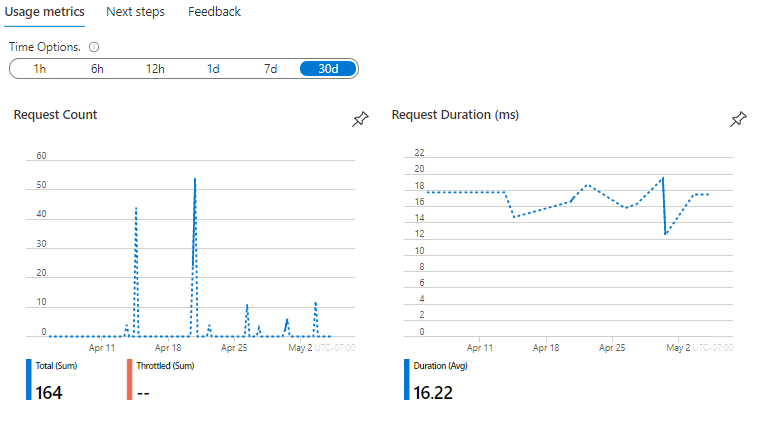 Usage metrics Next steps Feedback
Time Options.
1h 6h 12h 1d 7d 30d
Request Count
60
50
40
30
20
10
0
Apr 11 Apr 18 Apr 25 May 2 UTC-07:00
Total (Sum)
164
Throttled (Sum)
--
Request Duration (ms)
22
20
18
16
14
12
10
8
6
4
2
0
Apr 11 Apr 18 Apr 25 May 2 UTC-07:00
Duration (Avg)
16.22